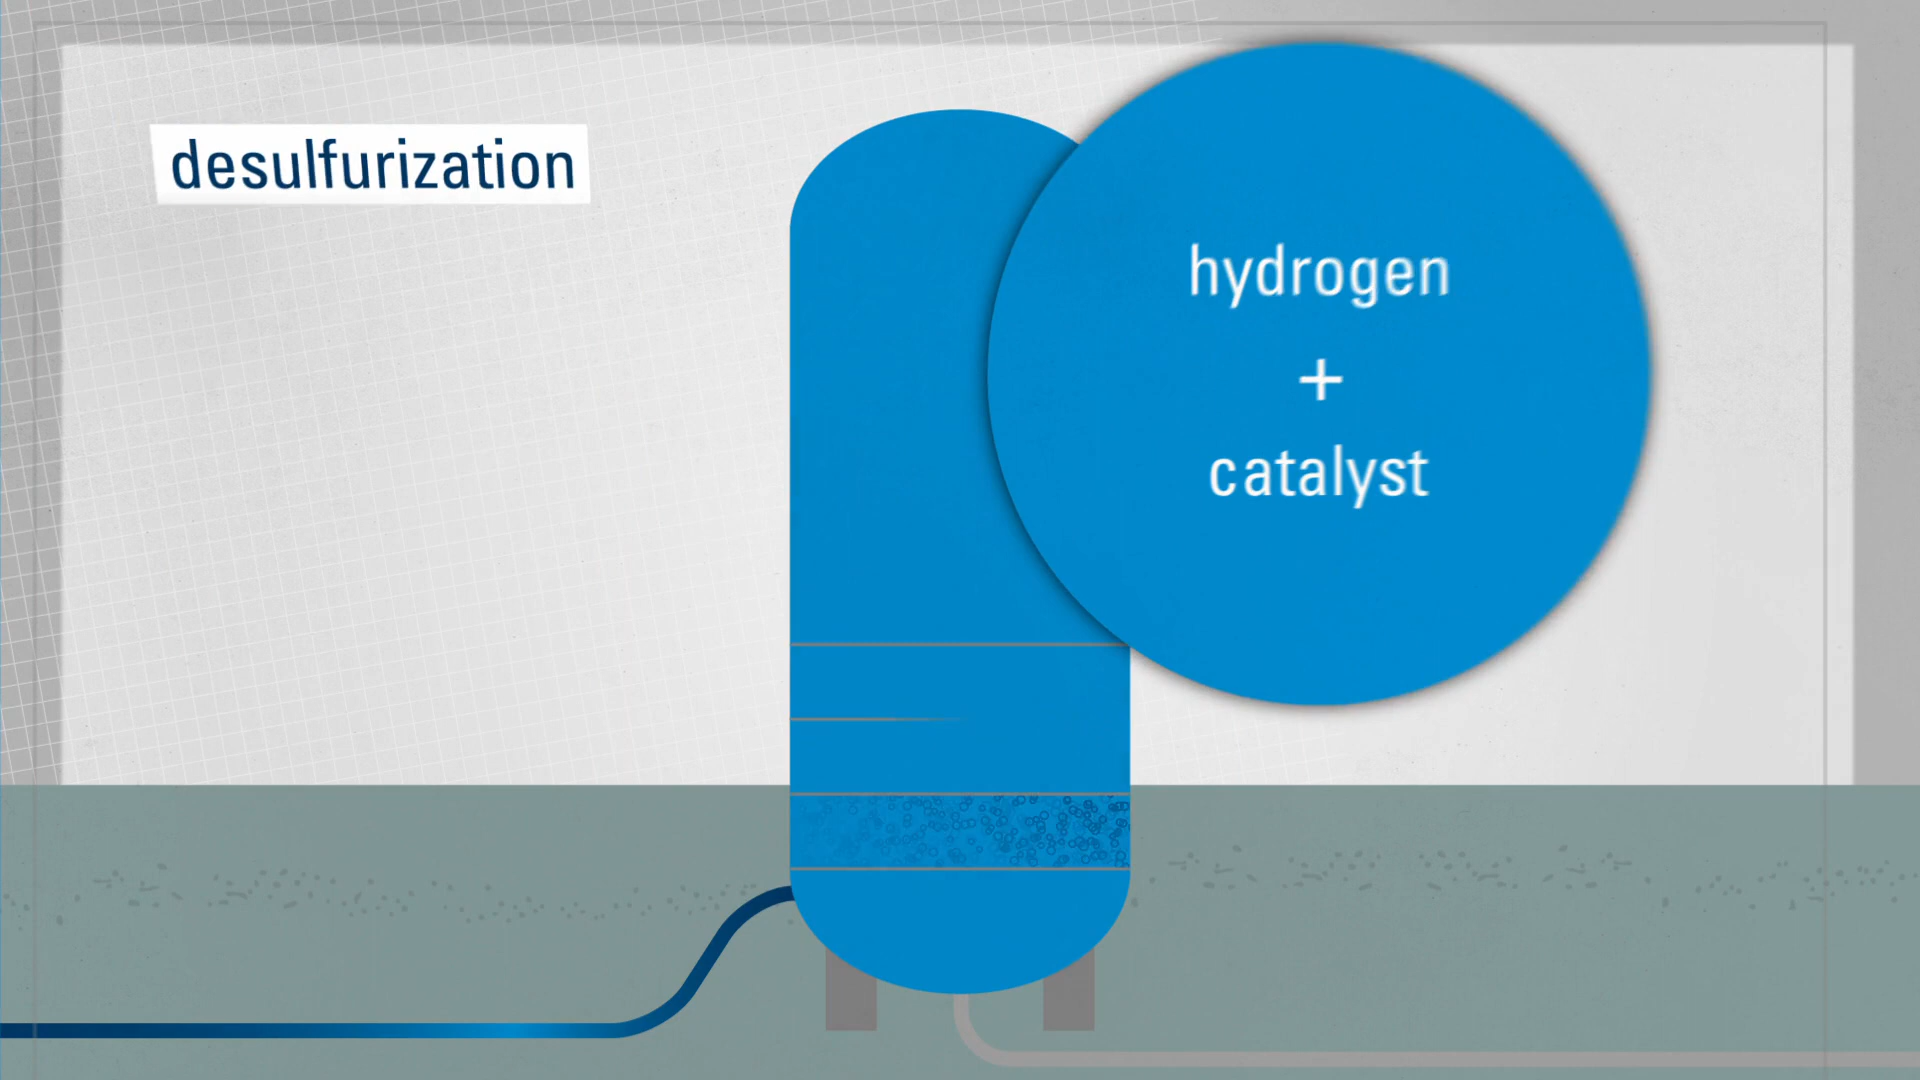 desulfurization
hydrogen
+
catalyst